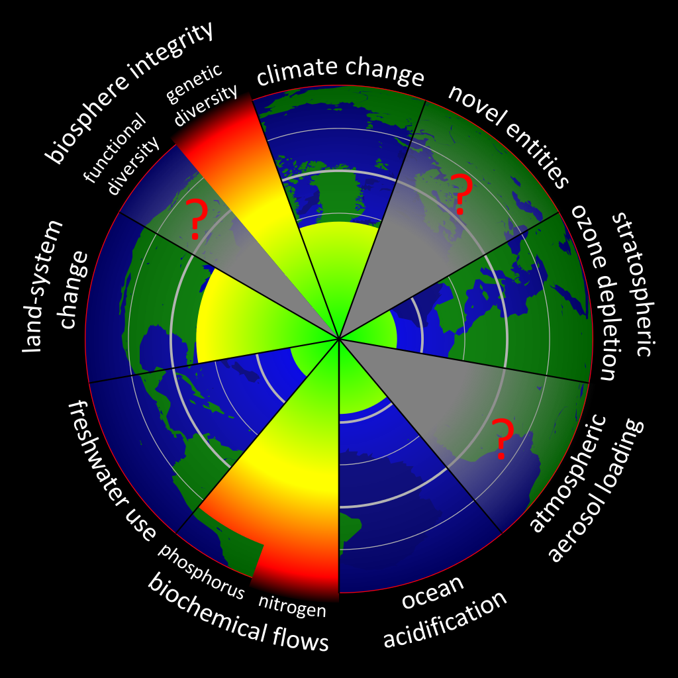 biosphere integrity
genetic
diversity
functional
diversity
climate change
novel entities
stratospheric
ozone depletion
atmospheric
aerosol loading
ocean
acidification
biochemical flows
nitrogen
phosphorus
freshwater use
land-system
change
?
?
?